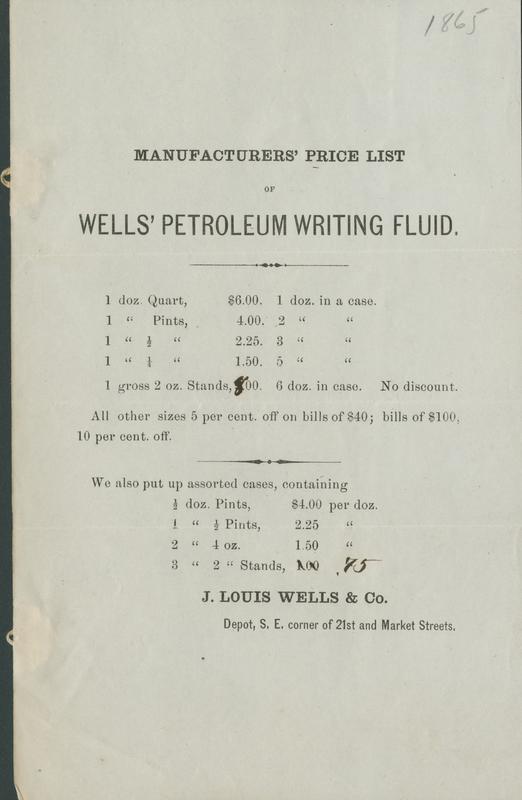 1865
MANUFACTURERS' PRICE LIST
OF
WELLS' PETROLEUM WRITING FLUID.
1 doz. Quart, $6.00. 1 doz. in a case.
1 “ Pints, 4.00. 2 “ “
1 “ ½ “ 2.25. 3 “ “
1 “ ¼ “ 1.50. 5 “ “
1 gross 2 oz. Stands, 8.00. 6 doz. in case. No discount.
All other sizes 5 per cent. off on bills of $40; bills of $100,
10 per cent. off.
We also put up assorted cases, containing
½ doz. Pints, $4.00 per doz.
1 “ ½ Pints, 2.25 “
2 “ 4 oz. 1.50 “
3 “ 2 “ Stands, 1.00 .75
J. LOUIS WELLS & Co.
Depot, S. E. corner of 21st and Market Streets.